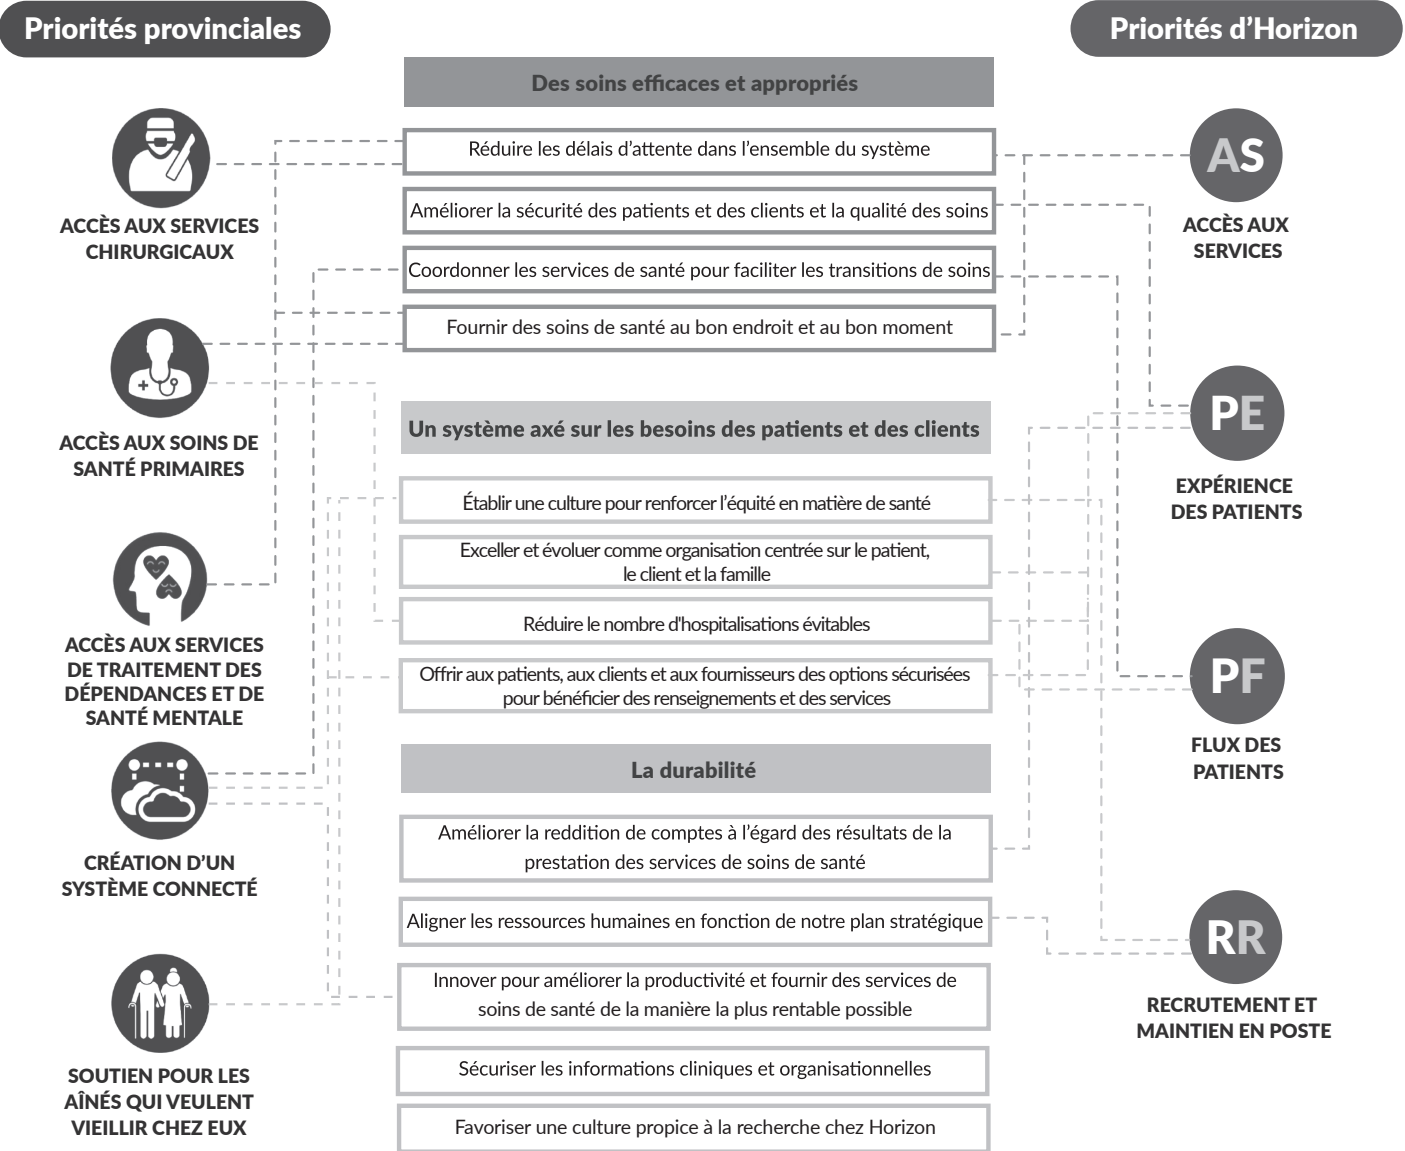 Priorités provinciales
Priorités d’Horizon
Des soins efficaces et appropriés
Réduire les délais d’attente dans l’ensemble du système
Améliorer la sécurité des patients et des clients et la qualité des soins
Coordonner les services de santé pour faciliter les transitions de soins
Fournir des soins de santé au bon endroit et au bon moment
Un système axé sur les besoins des patients et des clients
Établir une culture pour renforcer l’équité en matière de santé
Exceller et évoluer comme organisation centrée sur le patient,
le client et la famille
Réduire le nombre d'hospitalisations évitables
Offrir aux patients, aux clients et aux fournisseurs des options sécurisées
pour bénéficier des renseignements et des services
La durabilité
Améliorer la reddition de comptes à l’égard des résultats de la
prestation des services de soins de santé
Aligner les ressources humaines en fonction de notre plan stratégique
Innover pour améliorer la productivité et fournir des services de
soins de santé de la manière la plus rentable possible
Sécuriser les informations cliniques et organisationnelles
Favoriser une culture propice à la recherche chez Horizon
ACCÈS AUX SERVICES
CHIRURGICAUX
ACCÈS AUX SOINS DE
SANTÉ PRIMAIRES
ACCÈS AUX SERVICES
DE TRAITEMENT DES
DÉPENDANCES ET DE
SANTÉ MENTALE
CRÉATION D’UN
SYSTÈME CONNECTÉ
SOUTIEN POUR LES
AÎNÉS QUI VEULENT
VIEILLIR CHEZ EUX
AS
ACCÈS AUX
SERVICES
PE
EXPÉRIENCE
DES PATIENTS
PF
FLUX DES
PATIENTS
RR
RECRUTEMENT ET
MAINTIEN EN POSTE